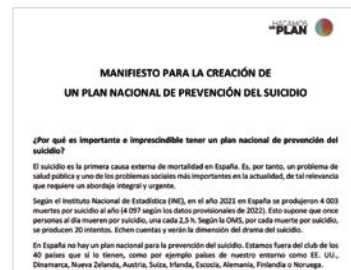 HAGAMOS
UN PLAN
MANIFIESTO PARA LA CREACIÓN DE
UN PLAN NACIONAL DE PREVENCIÓN DEL SUICIDIO
¿Por qué es importante e imprescindible tener un plan nacional de prevención del
suicidio?
El suicidio es la primera causa externa de mortalidad en España. Es, por tanto, un problema de
salud pública y uno de los problemas sociales más importantes en la actualidad, de tal relevancia
que requiere un abordaje integral y urgente.
Según el Instituto Nacional de Estadística (INE), en el año 2021 en España se produjeron 4 003
muertes por suicidio al año (4 097 según los datos provisionales de 2022). Esto supone que once
personas al día mueren por suicidio, una cada 2,5 h. Según la OMS, por cada muerte por suicidio,
se producen 20 intentos. Echen cuentas y verán la dimensión del drama del suicidio.
En España no hay un plan nacional para la prevención del suicidio. Estamos fuera del club de los
40 países que sí lo tienen, como por ejemplo países de nuestro entorno como EE. UU.,
Dinamarca, Nueva Zelanda, Austria, Suiza, Irlanda, Escocia, Alemania, Finlandia o Noruega.